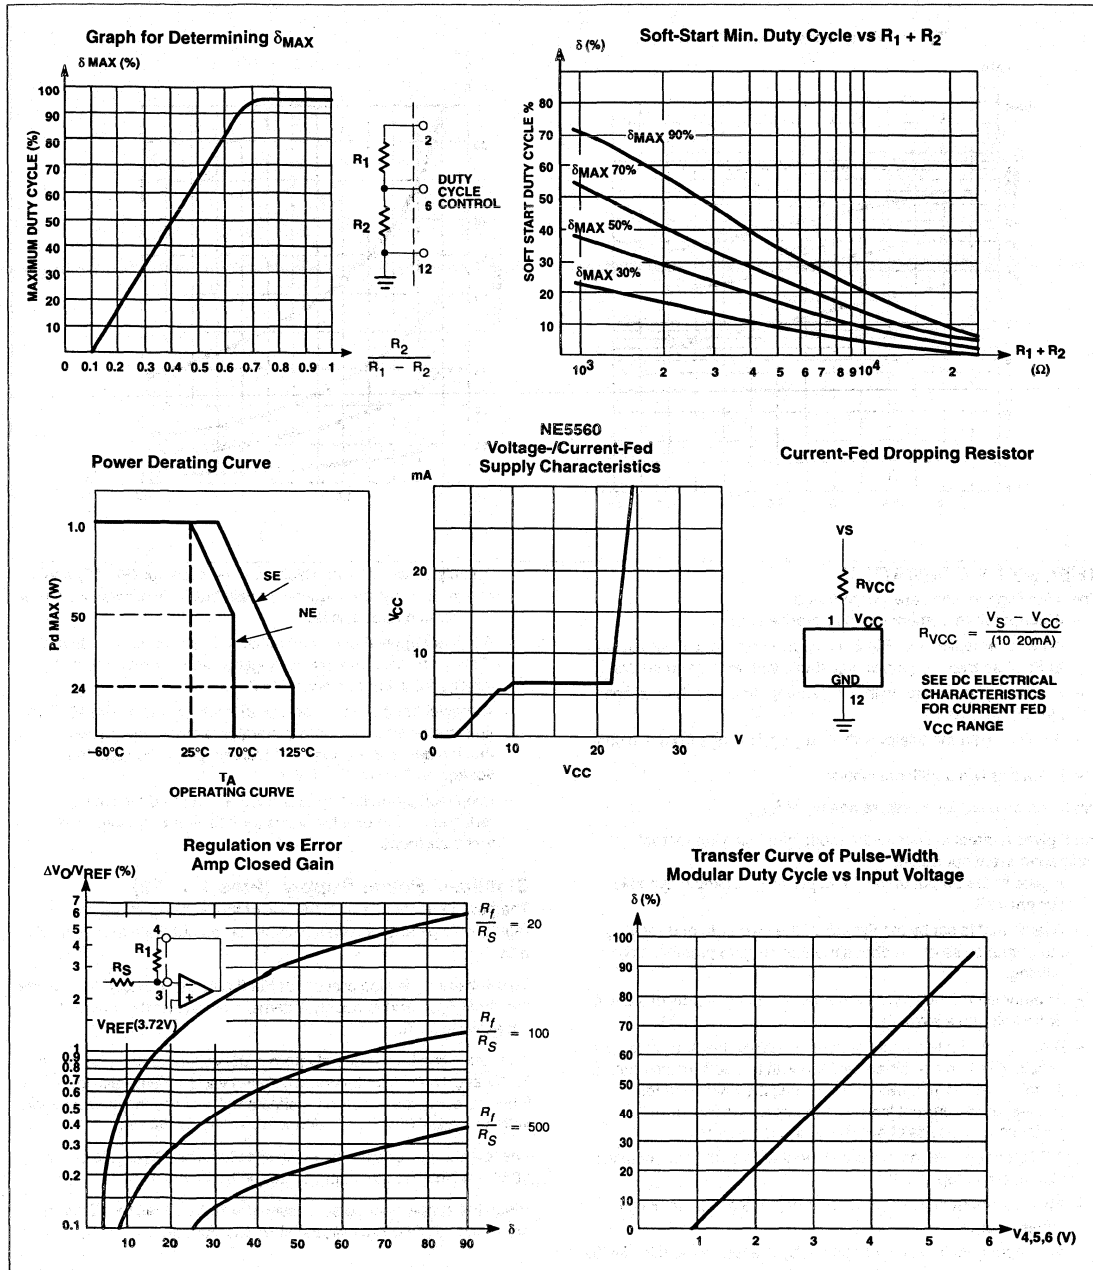 Graph for Determining δMAX
δ MAX (%)
MAXIMUM DUTY CYCLE (%)
100
90
80
70
60
50
40
30
20
10
0 0.1 0.2 0.3 0.4 0.5 0.6 0.7 0.8 0.9 1
R2
R1 – R2
R1
R2
2
6
12
DUTY
CYCLE
CONTROL
Soft-Start Min. Duty Cycle vs R1 + R2
δ (%)
SOFT START DUTY CYCLE %
80
70
60
50
40
30
20
10
δMAX 90%
δMAX 70%
δMAX 50%
δMAX 30%
10³ 2 3 4 5 6 7 8 9 10⁴ 2
R1 + R2
(Ω)
Power Derating Curve
Pd MAX (W)
1.0
50
24
SE
NE
–60°C 25°C 70°C 125°C
TA
OPERATING CURVE
NE5560
Voltage-/Current-Fed
Supply Characteristics
mA
VCC
20
10
0
0 10 20 30 V
VCC
Current-Fed Dropping Resistor
VS
RVCC
1 VCC
GND
12
RVCC = VS – VCC
(10 20mA)
SEE DC ELECTRICAL
CHARACTERISTICS
FOR CURRENT FED
VCC RANGE
Regulation vs Error
Amp Closed Gain
ΔVO/VREF (%)
7
6
5
4
3
2
1
0.9
0.8
0.7
0.6
0.5
0.4
0.3
0.2
0.1
4
R1
RS
3
–
+
VREF(3.72V)
Rf
RS = 20
Rf
RS = 100
Rf
RS = 500
10 20 30 40 50 60 70 80 90 δ
Transfer Curve of Pulse-Width
Modular Duty Cycle vs Input Voltage
δ (%)
100
90
80
70
60
50
40
30
20
10
0
1 2 3 4 5 6 V4,5,6 (V)